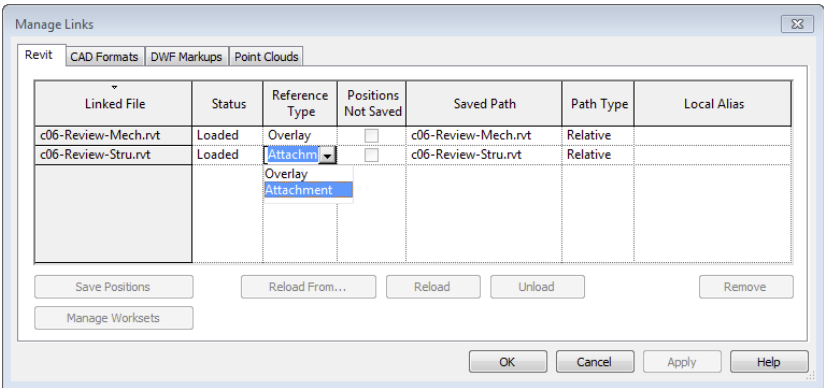 Manage Links
Revit CAD Formats DWF Markups Point Clouds
Linked File Status Reference Type Positions Not Saved Saved Path Path Type Local Alias
c06-Review-Mech.rvt Loaded Overlay c06-Review-Mech.rvt Relative
c06-Review-Stru.rvt Loaded Attachm c06-Review-Stru.rvt Relative
Overlay
Attachment
Save Positions Reload From... Reload Unload Remove
Manage Worksets
OK Cancel Apply Help